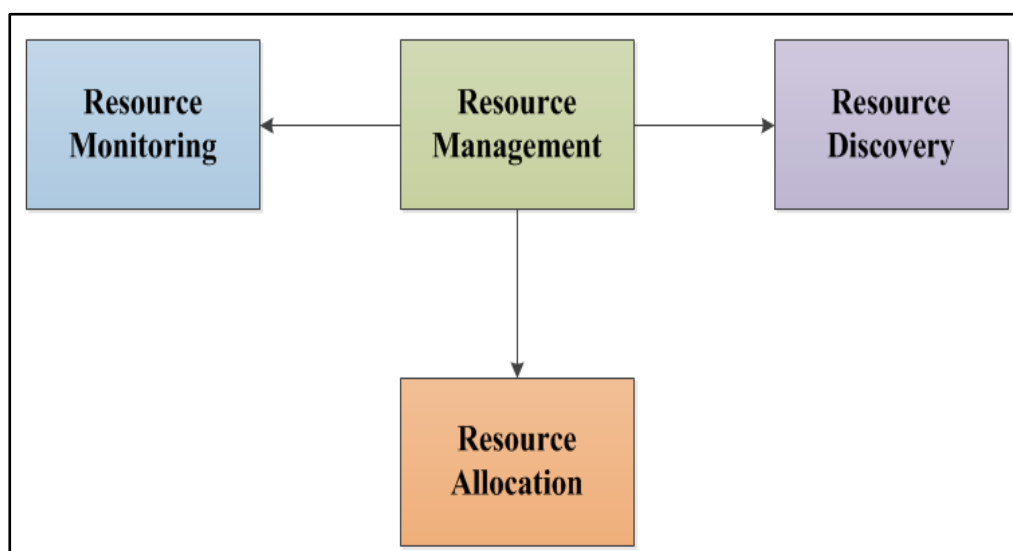 Resource
Monitoring
Resource
Management
Resource
Discovery
Resource
Allocation